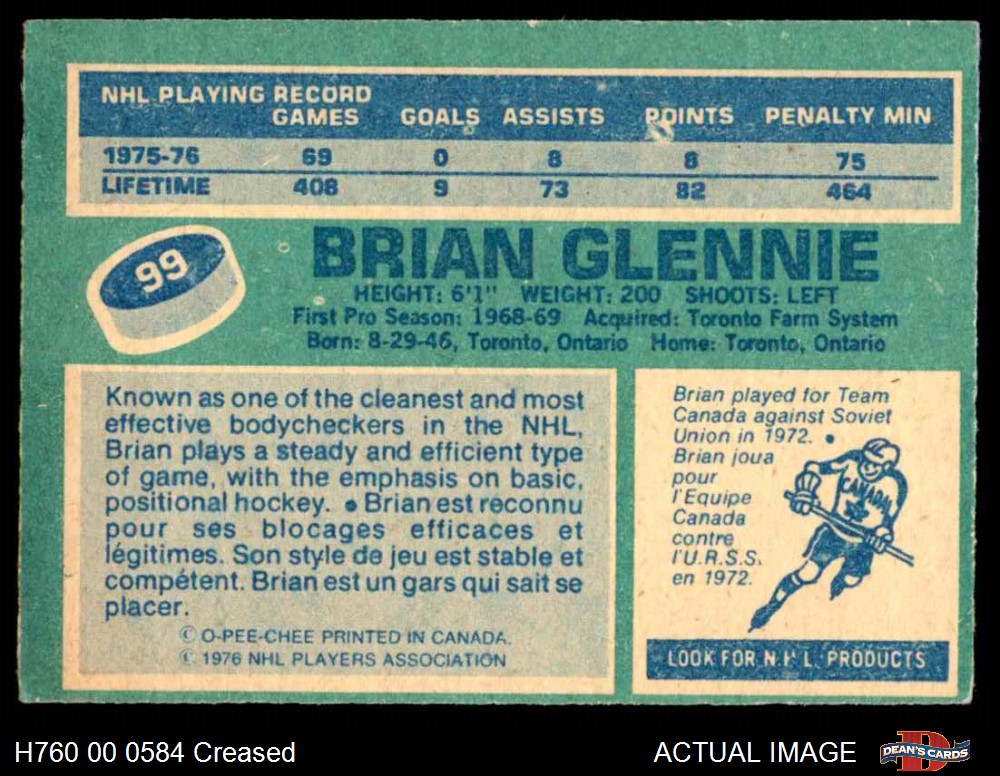 NHL PLAYING RECORD
GAMES GOALS ASSISTS POINTS PENALTY MIN
1975-76 69 0 8 8 75
LIFETIME 408 9 73 82 464
99
BRIAN GLENNIE
HEIGHT: 6'1" WEIGHT: 200 SHOOTS: LEFT
First Pro Season: 1968-69 Acquired: Toronto Farm System
Born: 8-29-46, Toronto, Ontario Home: Toronto, Ontario
Known as one of the cleanest and most
effective bodycheckers in the NHL,
Brian plays a steady and efficient type
of game, with the emphasis on basic,
positional hockey. • Brian est reconnu
pour ses blocages efficaces et
légitimes. Son style de jeu est stable et
compétent. Brian est un gars qui sait se
placer.
© O-PEE-CHEE PRINTED IN CANADA.
© 1976 NHL PLAYERS ASSOCIATION
Brian played for Team
Canada against Soviet
Union in 1972. •
Brian joua
pour
l'Equipe
Canada
contre
l'U.R.S.S.
en 1972.
CANADA
LOOK FOR N.H.L. PRODUCTS
H760 00 0584 Creased
ACTUAL IMAGE
D
DEAN'S CARDS